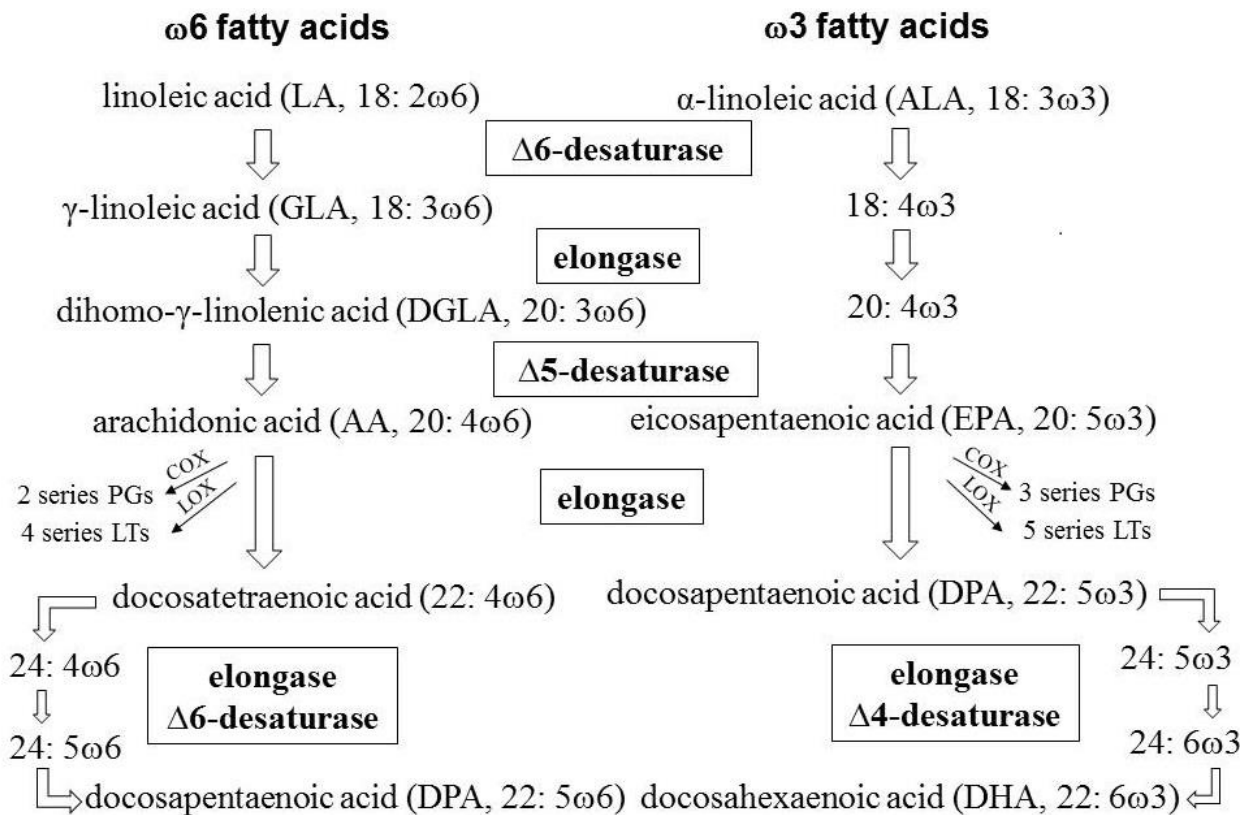 ω6 fatty acids
ω3 fatty acids
linoleic acid (LA, 18: 2ω6)
α-linoleic acid (ALA, 18: 3ω3)
Δ6-desaturase
γ-linoleic acid (GLA, 18: 3ω6)
18: 4ω3
elongase
dihomo-γ-linolenic acid (DGLA, 20: 3ω6)
20: 4ω3
Δ5-desaturase
arachidonic acid (AA, 20: 4ω6)
eicosapentaenoic acid (EPA, 20: 5ω3)
COX
LOX
2 series PGs
4 series LTs
elongase
COX
LOX
3 series PGs
5 series LTs
docosatetraenoic acid (22: 4ω6)
docosapentaenoic acid (DPA, 22: 5ω3)
24: 4ω6
elongase
Δ6-desaturase
24: 5ω6
elongase
Δ4-desaturase
24: 5ω3
24: 6ω3
docosapentaenoic acid (DPA, 22: 5ω6)
docosahexaenoic acid (DHA, 22: 6ω3)